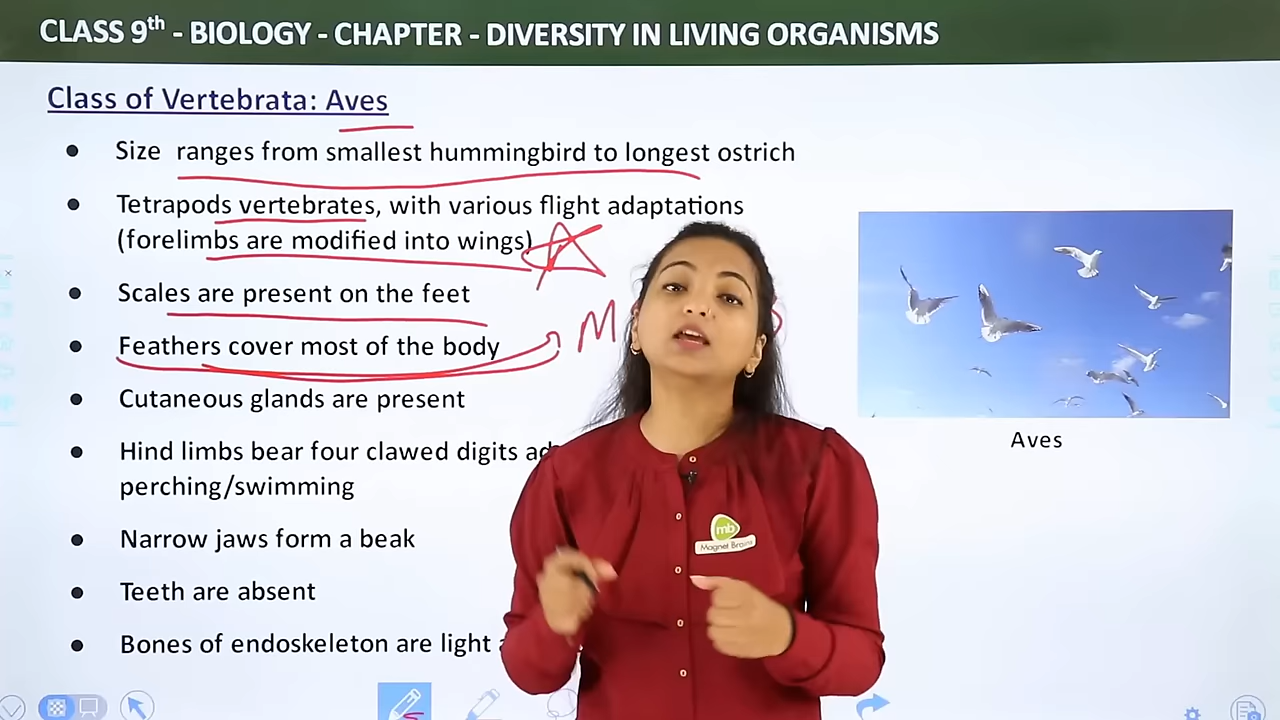 CLASS 9th - BIOLOGY - CHAPTER - DIVERSITY IN LIVING ORGANISMS
Class of Vertebrata: Aves
● Size ranges from smallest hummingbird to longest ostrich
● Tetrapods vertebrates, with various flight adaptations
(forelimbs are modified into wings)
● Scales are present on the feet
● Feathers cover most of the body
M
● Cutaneous glands are present
● Hind limbs bear four clawed digits
perching/swimming
● Narrow jaws form a beak
● Teeth are absent
● Bones of endoskeleton are light
Aves
mb
Magnet Brains